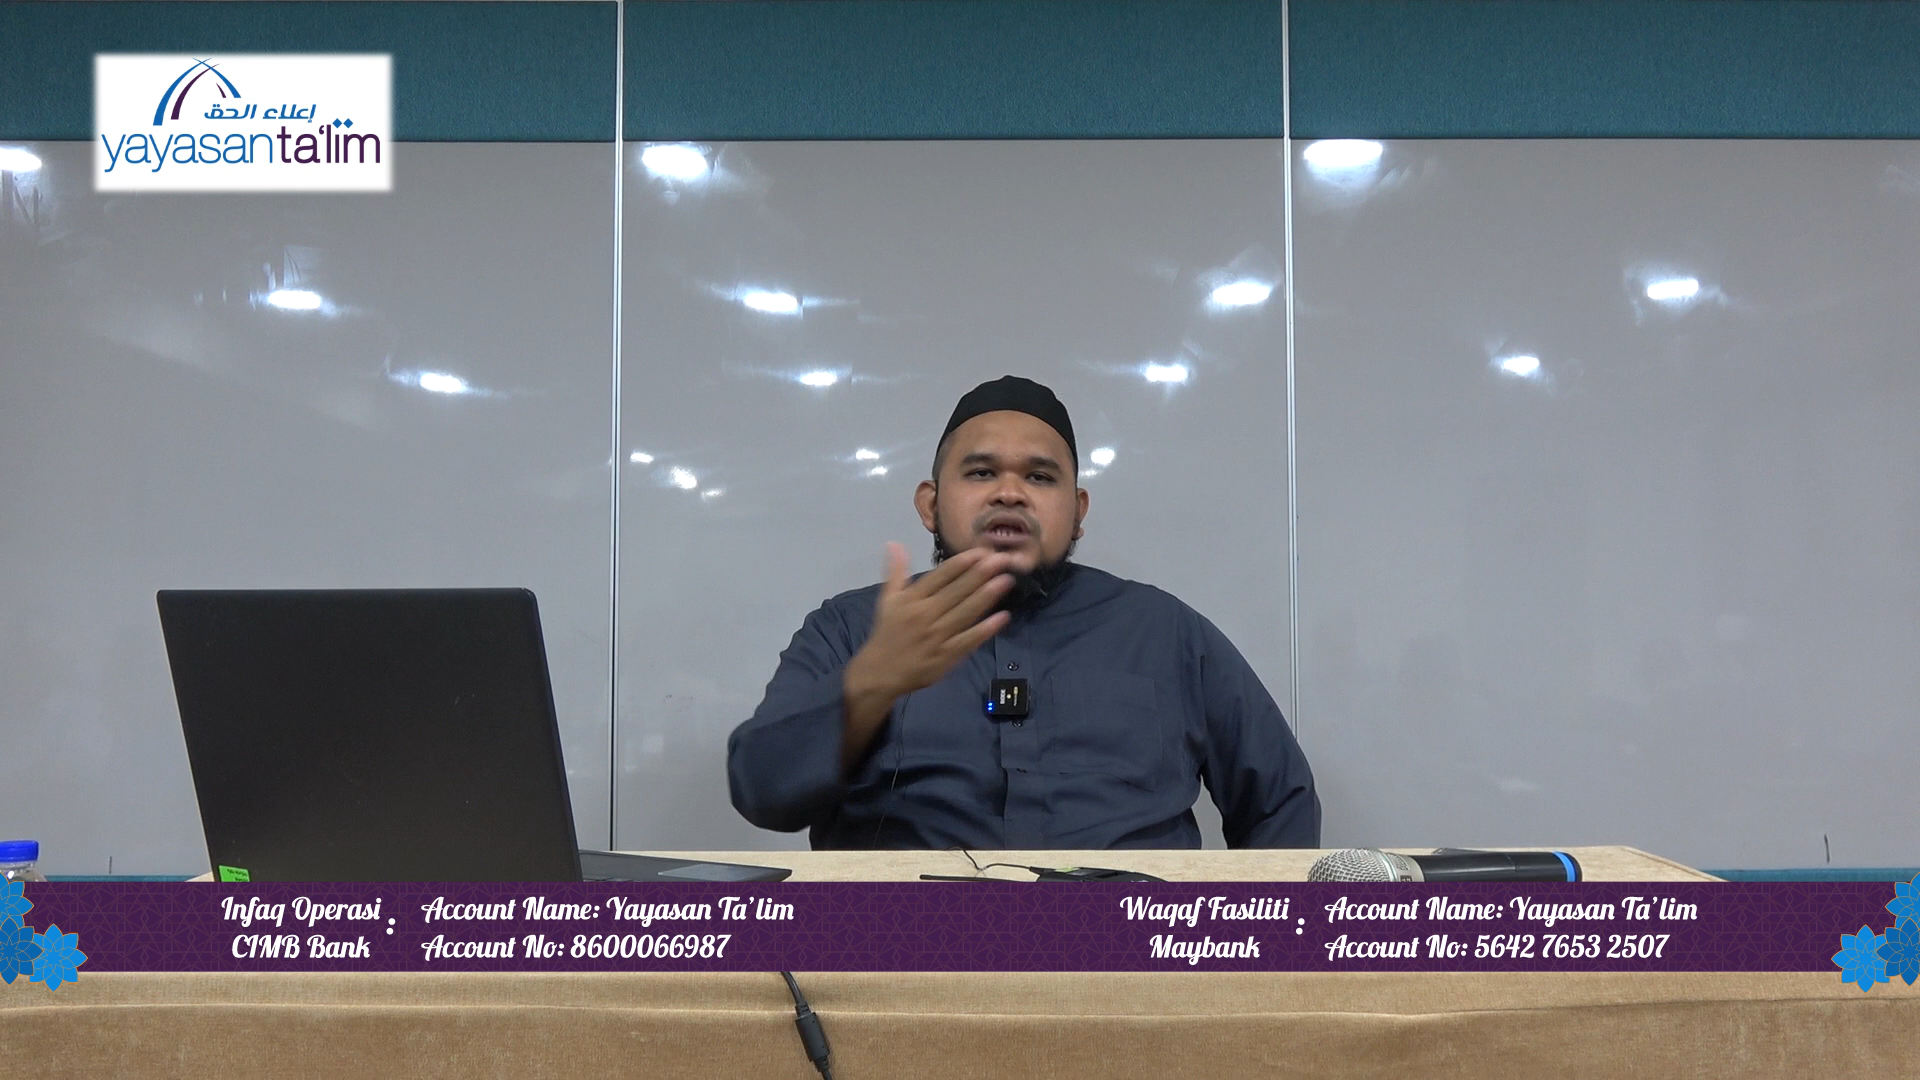 إعلاء الحق
yayasanta'lim
Infaq Operasi
CIMB Bank
:
Account Name: Yayasan Ta'lim
Account No: 8600066987
Waqaf Fasiliti
Maybank
:
Account Name: Yayasan Ta'lim
Account No: 5642 7653 2507